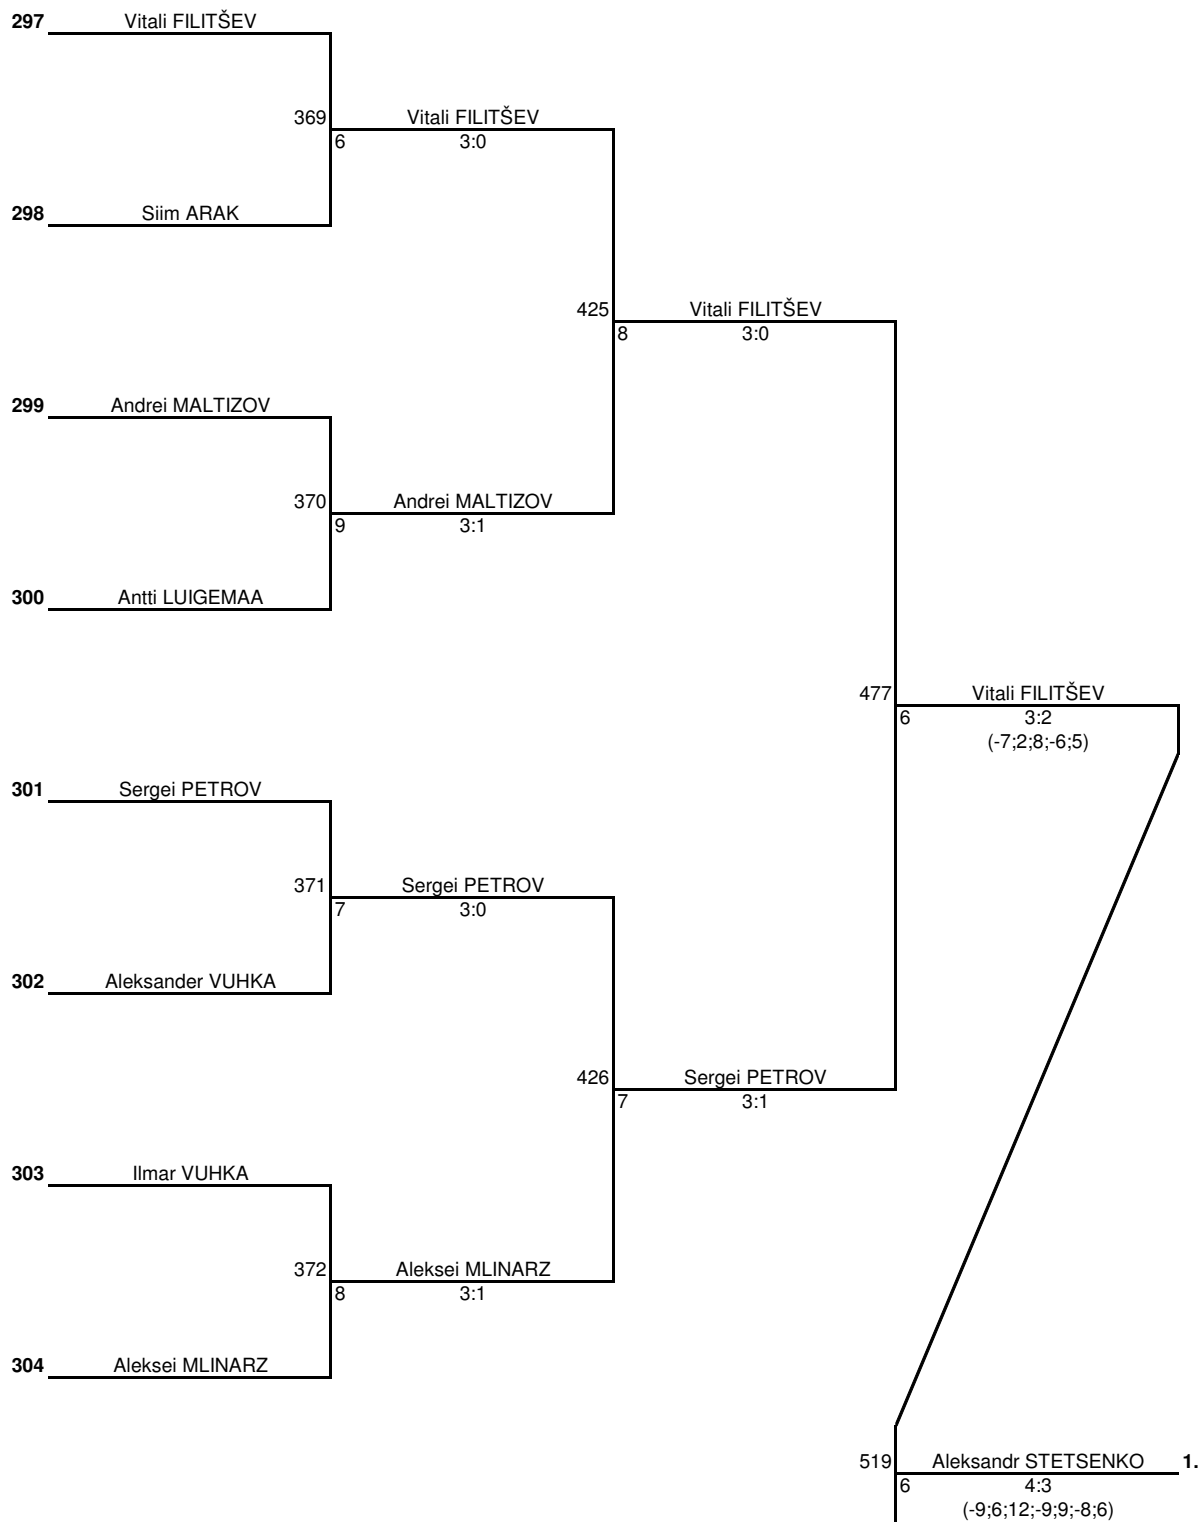 297 Vitali FILITŠEV
369 Vitali FILITŠEV
6 3:0
298 Siim ARAK
425 Vitali FILITŠEV
8 3:0
299 Andrei MALTIZOV
370 Andrei MALTIZOV
9 3:1
300 Antti LUIGEMAA
477 Vitali FILITŠEV
6 3:2
(-7;2;8;-6;5)
301 Sergei PETROV
371 Sergei PETROV
7 3:0
302 Aleksander VUHKA
426 Sergei PETROV
7 3:1
303 Ilmar VUHKA
372 Aleksei MLINARZ
8 3:1
304 Aleksei MLINARZ
519 Aleksandr STETSENKO 1.
6 4:3
(-9;6;12;-9;9;-8;6)